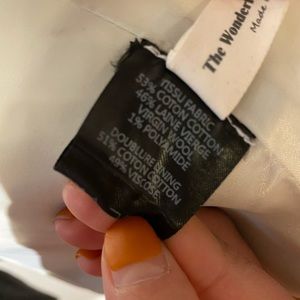 The Wonder
Made
TISSU FABRIC
53% COTON COTTON
46% LAINE VIERGE
VIRGIN WOOL
1% POLYAMIDE
DOUBLURE LINING
51% COTON COTTON
49% VISCOSE